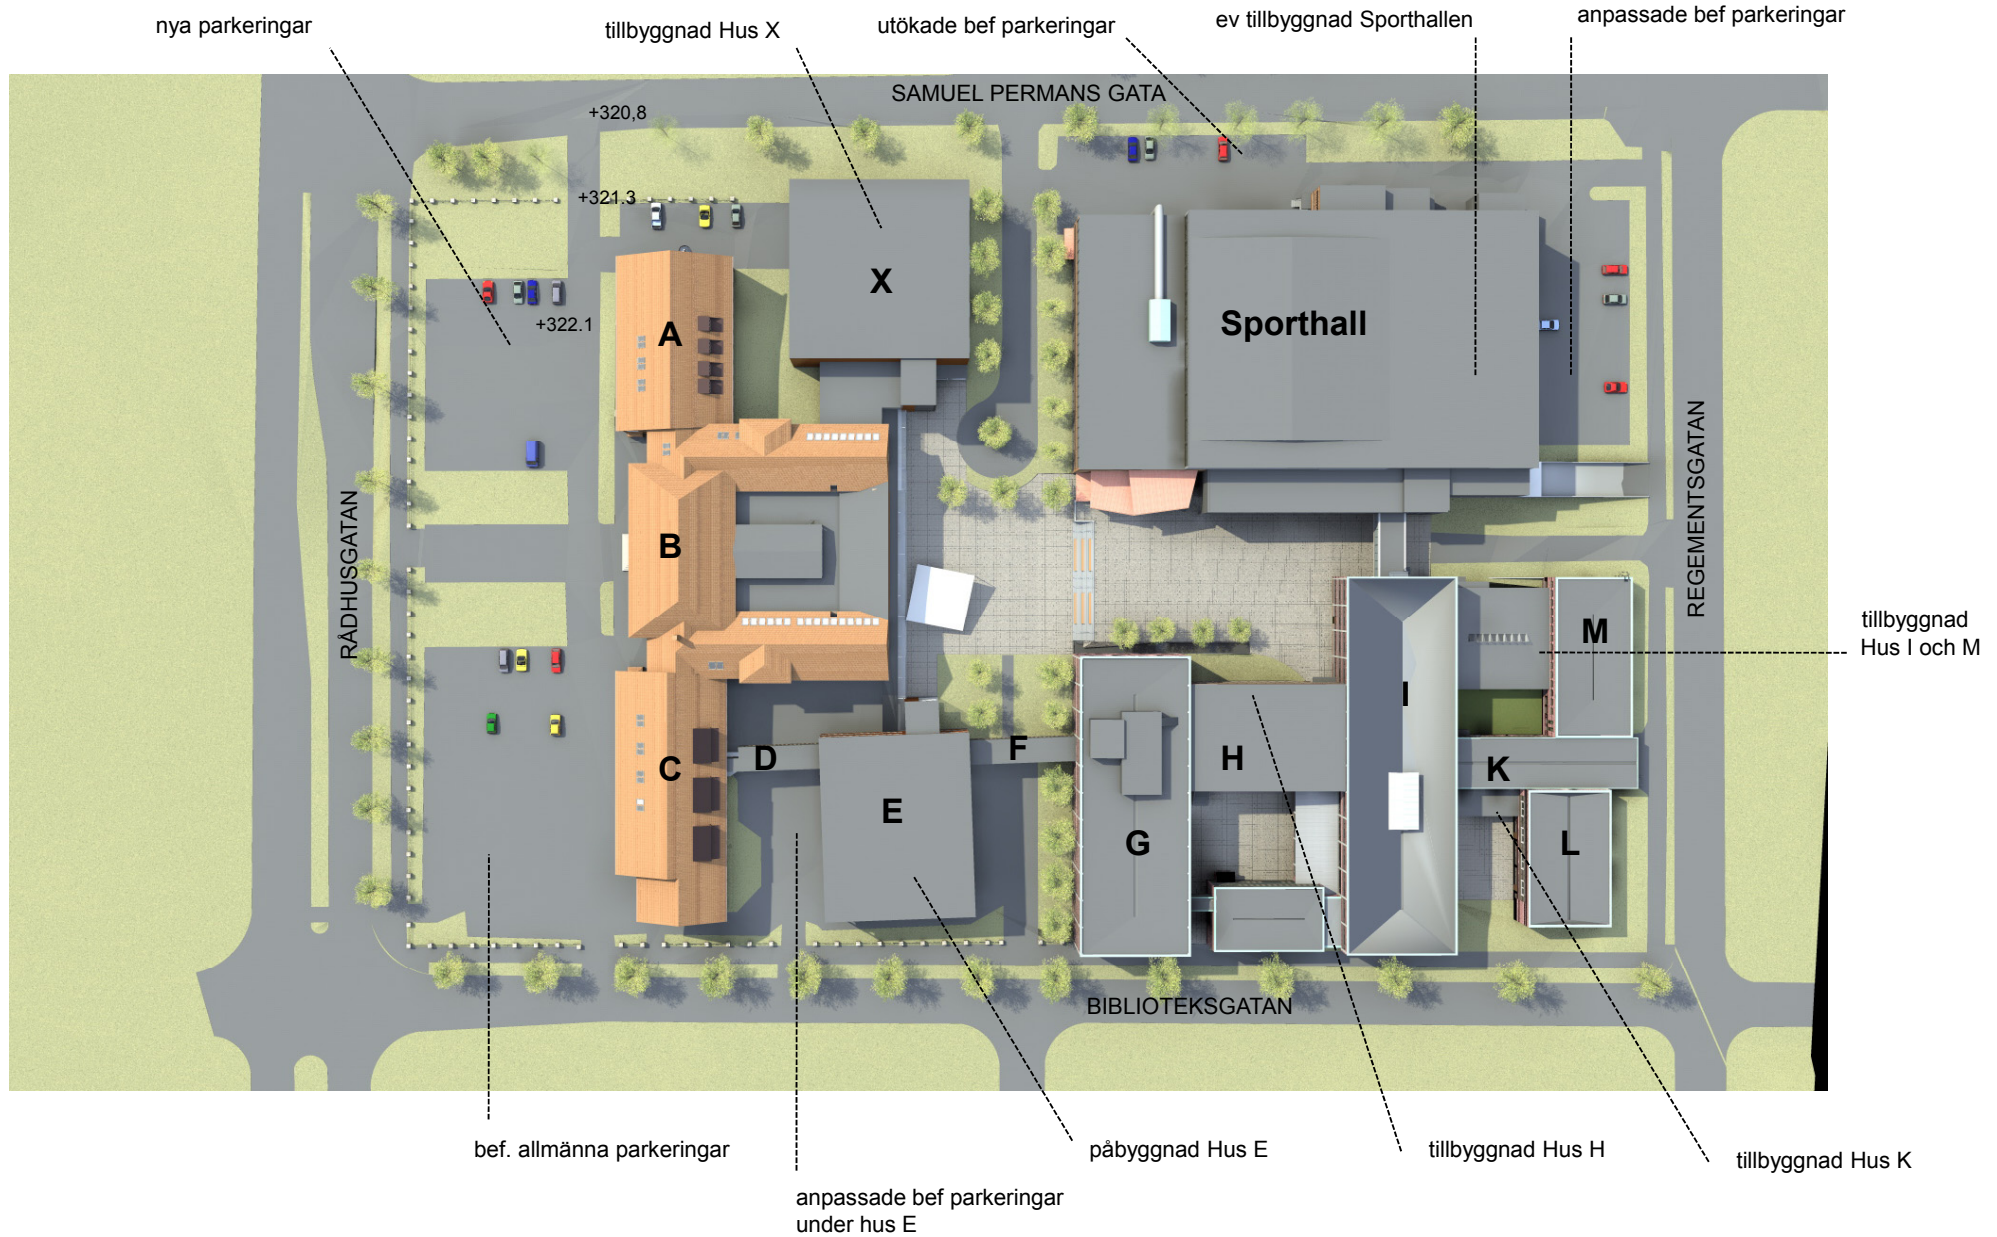 nya parkeringar
tillbyggnad Hus X
utökade bef parkeringar
ev tillbyggnad Sporthallen
anpassade bef parkeringar
SAMUEL PERMANS GATA
+320,8
+321.3
+322.1
X
A
Sporthall
B
RÅDHUSGATAN
REGEMENTSGATAN
M
tillbyggnad
Hus I och M
I
C
D
F
H
K
E
G
L
BIBLIOTEKSGATAN
bef. allmänna parkeringar
påbyggnad Hus E
tillbyggnad Hus H
tillbyggnad Hus K
anpassade bef parkeringar
under hus E